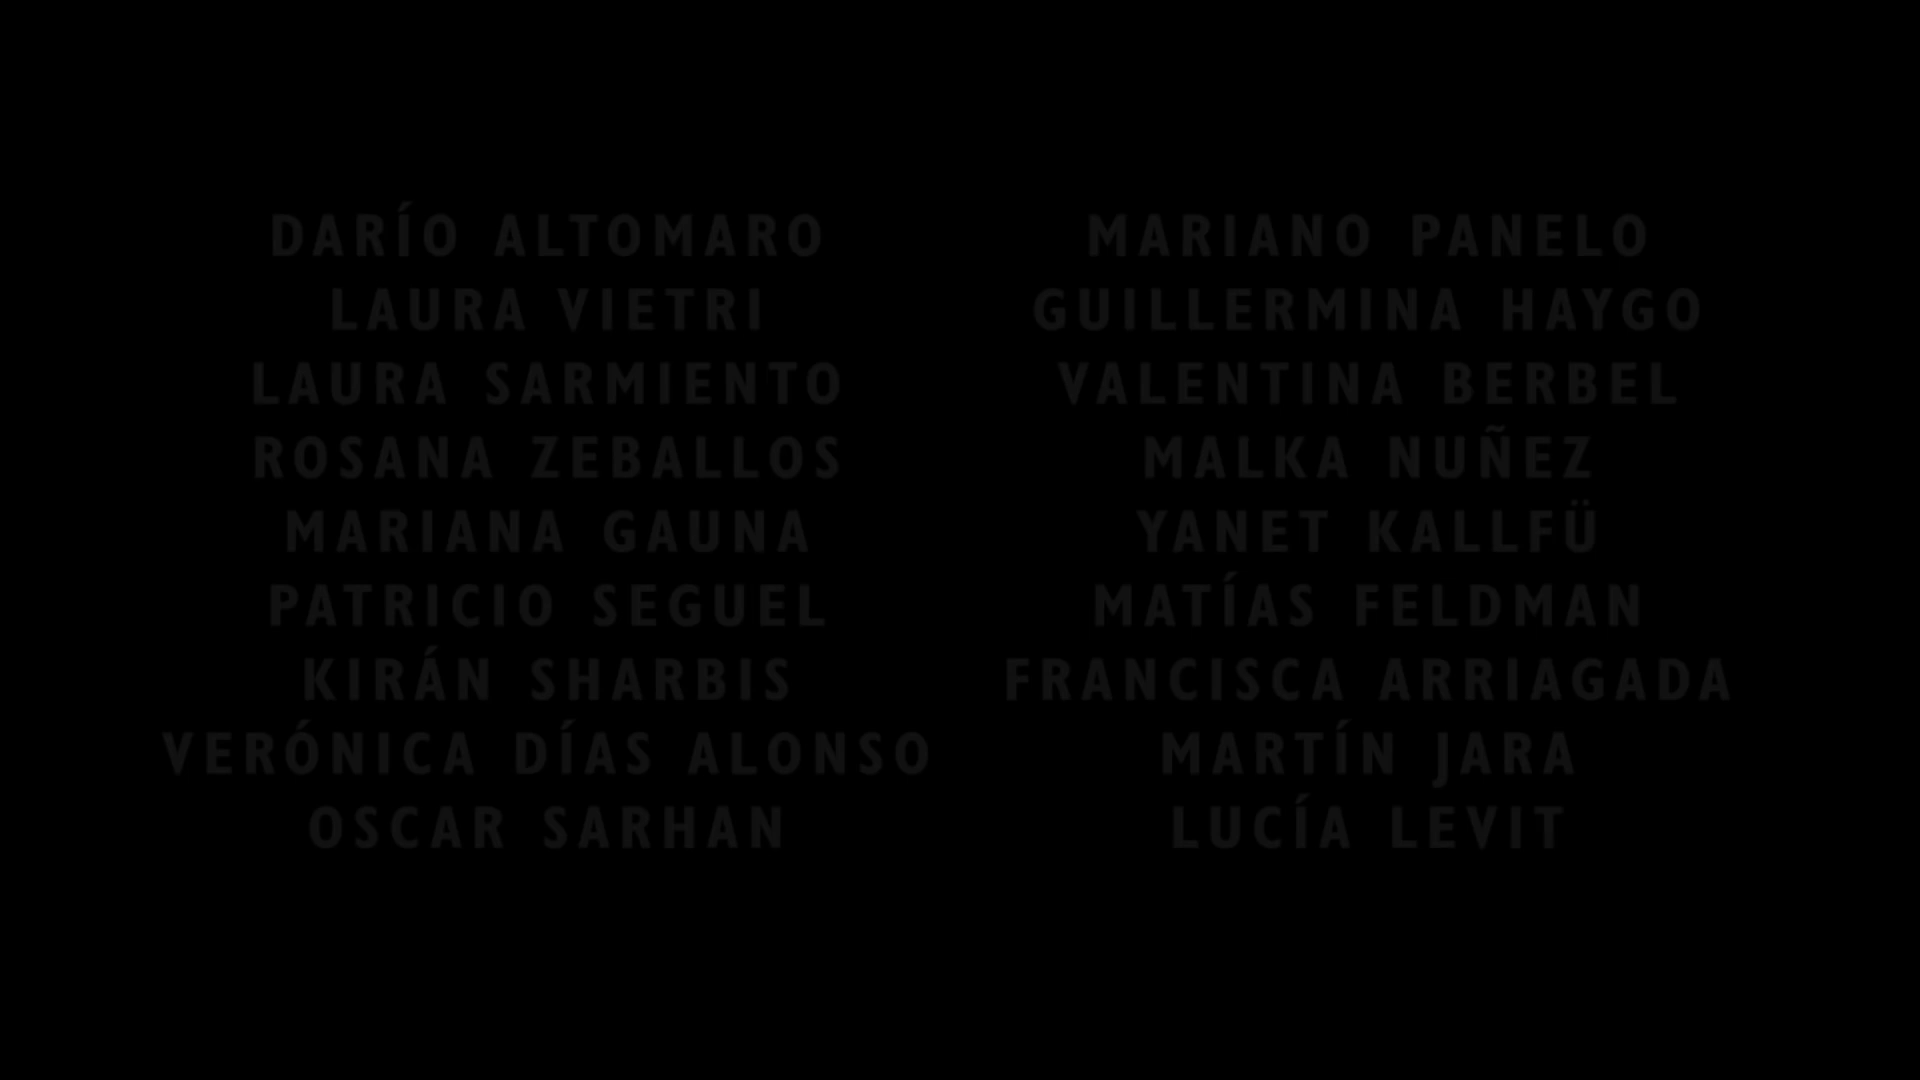 DARÍO ALTOMARO
LAURA VIETRI
LAURA SARMIENTO
ROSANA ZEBALLOS
MARIANA GAUNA
PATRICIO SEGUEL
KIRÁN SHARBIS
VERÓNICA DÍAS ALONSO
OSCAR SARHAN
MARIANO PANELO
GUILLERMINA HAYGO
VALENTINA BERBEL
MALKA NUÑEZ
YANET KALLFÜ
MATÍAS FELDMAN
FRANCISCA ARRIAGADA
MARTÍN JARA
LUCÍA LEVIT